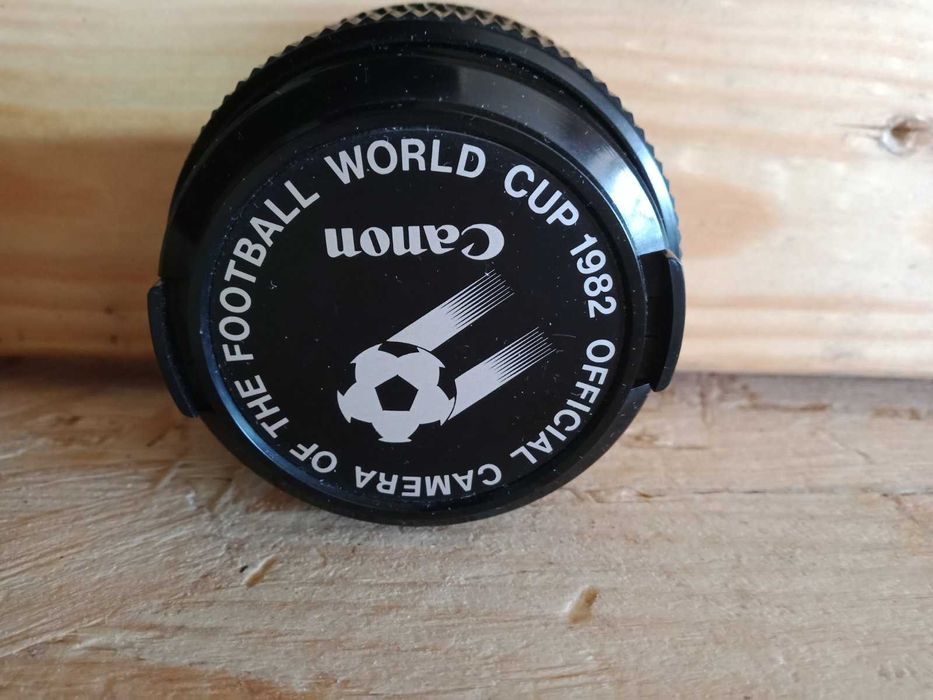 Canon
OFFICIAL CAMERA OF THE FOOTBALL WORLD CUP 1982